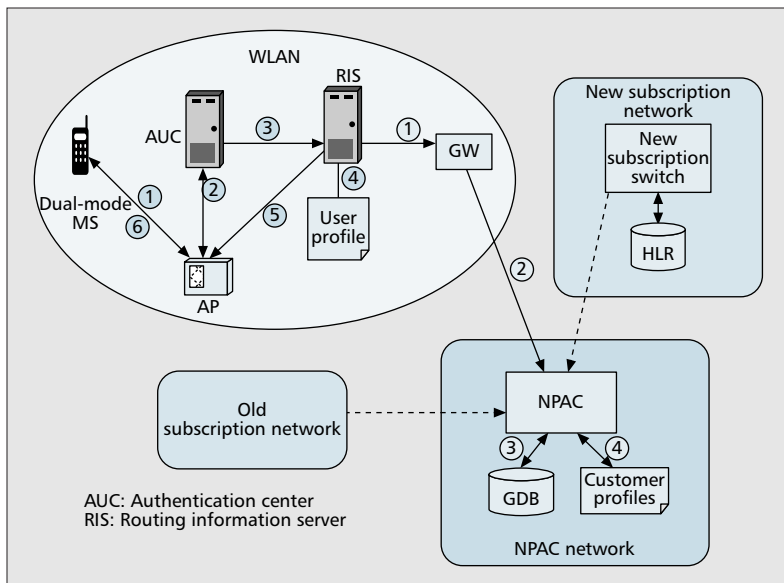 WLAN
RIS
AUC
3
1
GW
Dual-mode
MS
1
6
2
5
4
User
profile
AP
New subscription
network
New
subscription
switch
HLR
2
Old
subscription network
NPAC
3
4
GDB
Customer
profiles
NPAC network
AUC: Authentication center
RIS: Routing information server